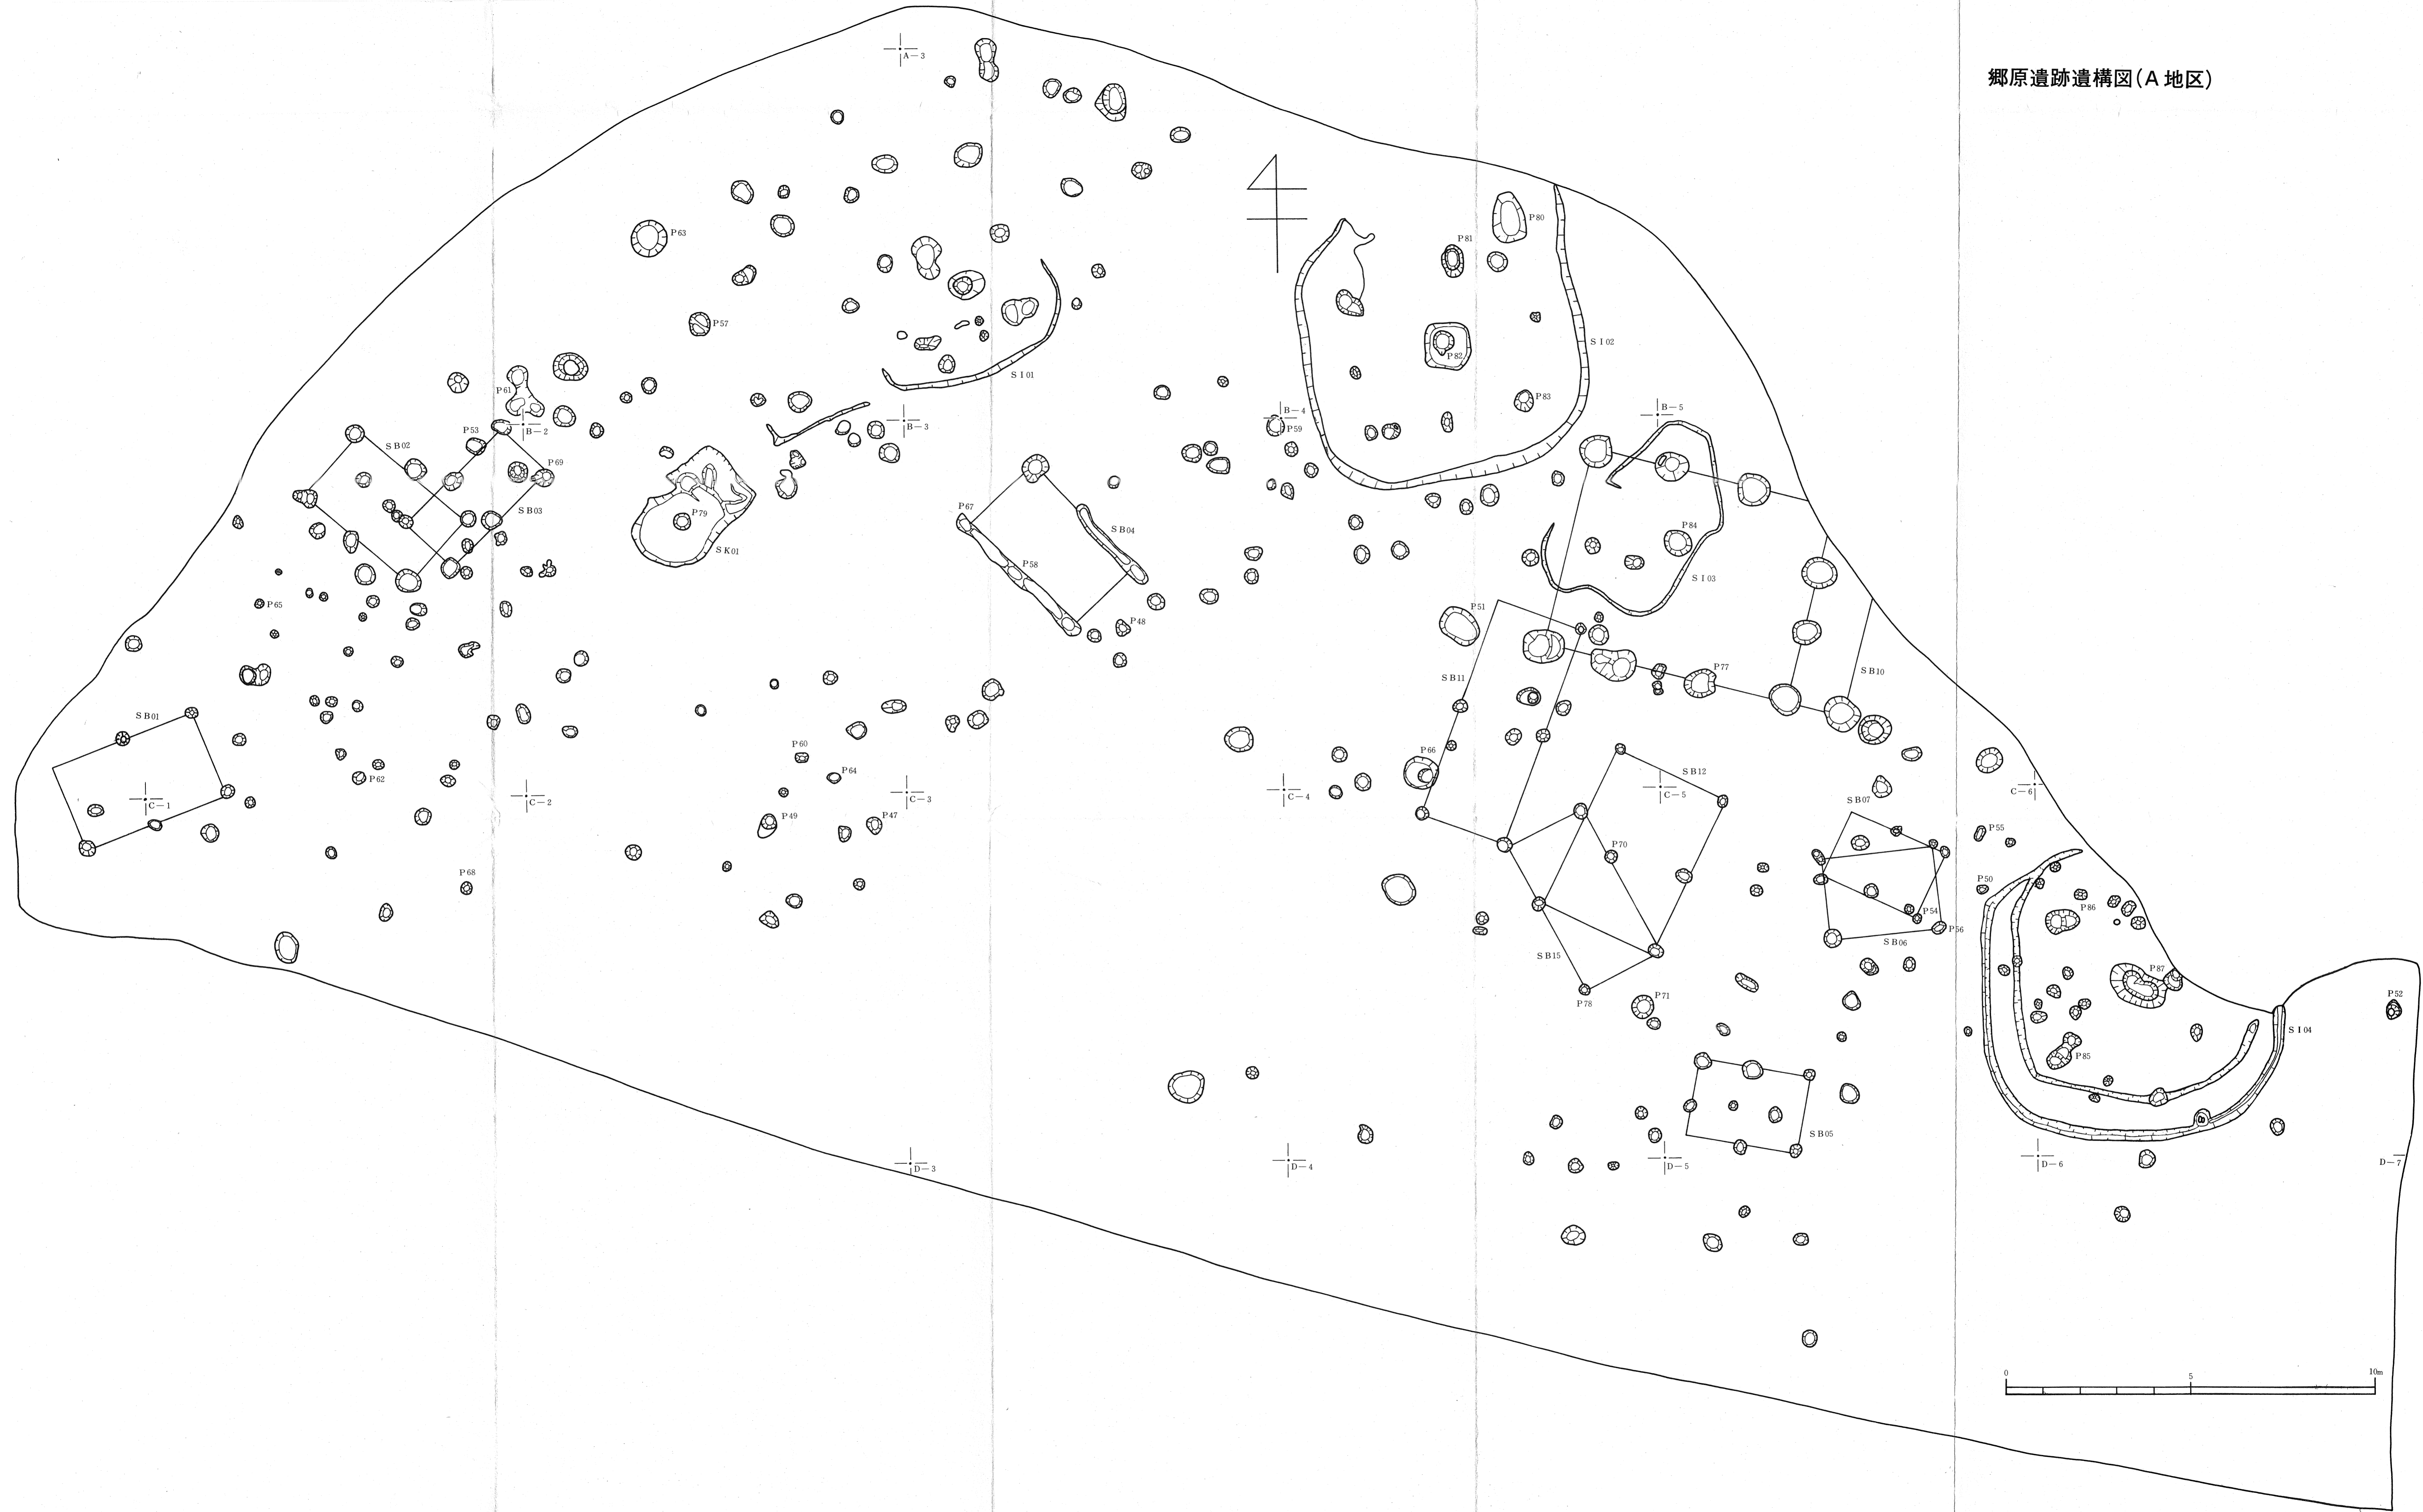 郷原遺跡遺構図(A地区)
A-3
P80
P63
P81
P57
SI02
P82
SI01
P61
P83
B-4
B-5
P59
B-3
B-2
P53
SB02
P69
P67
SB03
P79
SB04
P84
SK01
P58
SI03
P65
P51
P48
P77
SB10
SB11
SB01
P60
P66
SB12
P64
P62
C-1
C-2
C-3
C-4
C-5
C-6
SB07
P49
P47
P55
P70
P68
P50
P86
P54
P56
SB06
SB15
P87
P78
P71
P52
SI04
P85
SB05
D-3
D-4
D-5
D-6
D-7
0
5
10m